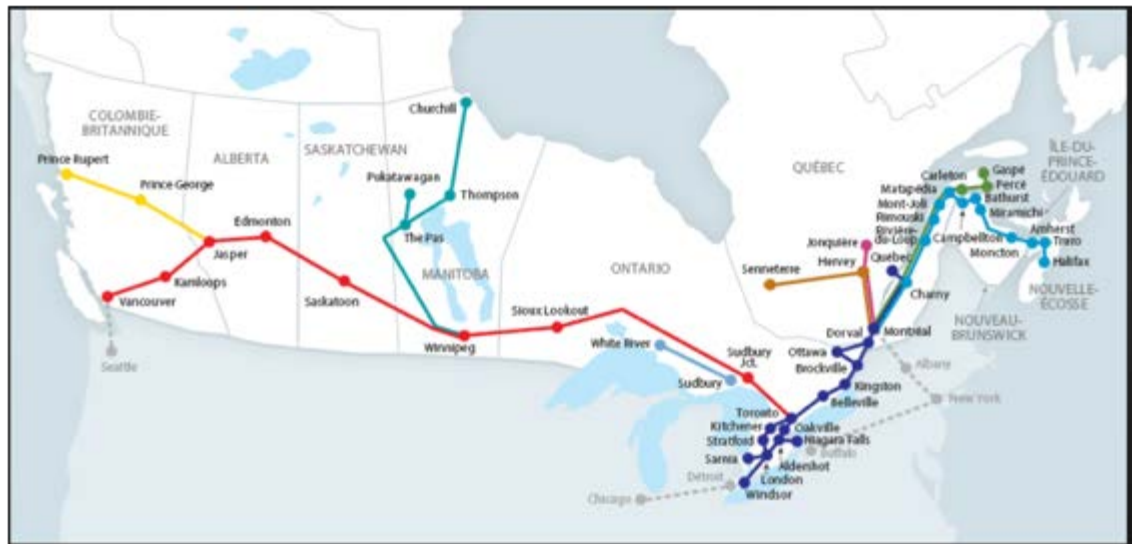 Churchill
COLOMBIE-
BRITANNIQUE
ALBERTA
SASKATCHEWAN
Prince Rupert
Prince George
Pukatawagan
Thompson
Edmonton
The Pas
Jasper
MANITOBA
Kamloops
Vancouver
Saskatoon
Winnipeg
Sioux Lookout
ONTARIO
White River
Sudbury
Sudbury
Jct.
Seattle
QUÉBEC
ÎLE-DU-
PRINCE-
ÉDOUARD
Carleton
Gaspé
Matapédia
Percé
Mont-Joli
Bathurst
Rimouski
Miramichi
Rivière-
du-Loup
Campbellton
Amherst
Jonquière
Moncton
Truro
Hervey
Québec
Halifax
Senneterre
Charny
NOUVELLE-
ÉCOSSE
NOUVEAU-
BRUNSWICK
Dorval
Montréal
Ottawa
Albany
Brockville
Kingston
New York
Belleville
Toronto
Kitchener
Oakville
Stratford
Niagara Falls
Buffalo
Sarnia
Aldershot
London
Détroit
Windsor
Chicago